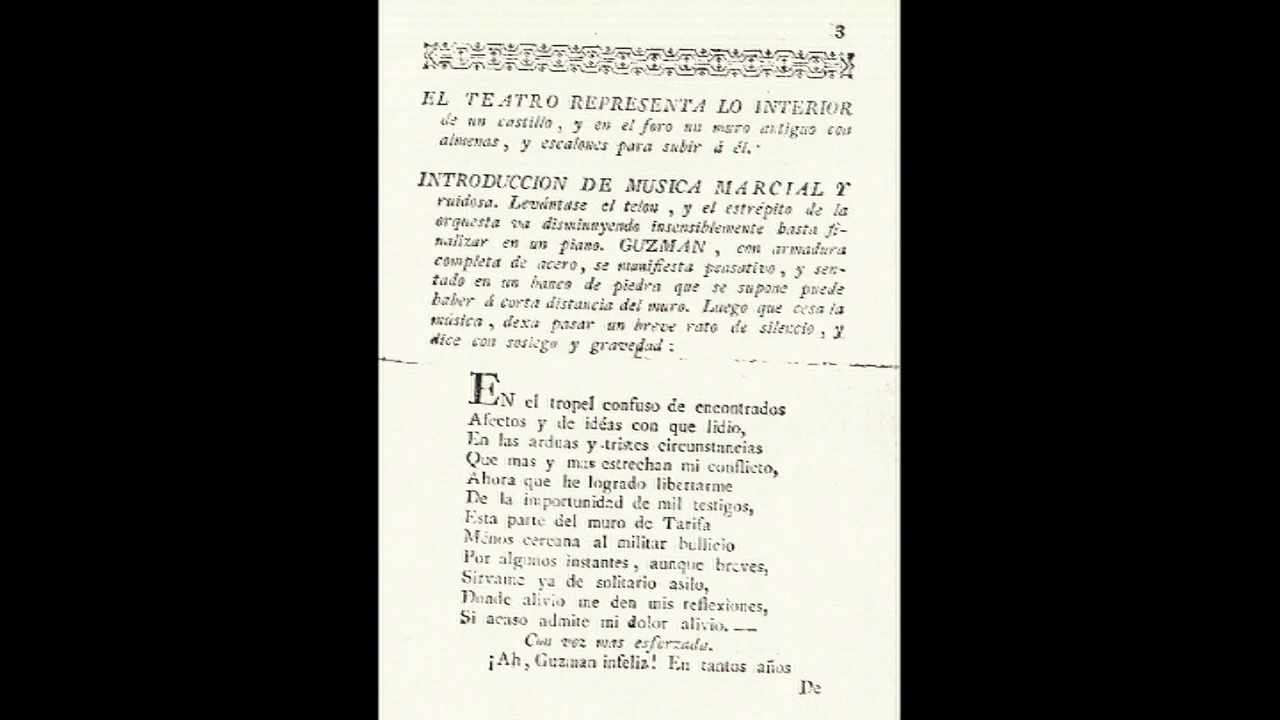 3
EL TEATRO REPRESENTA LO INTERIOR
de un castillo, y en el foro un muro antiguo con
almenas, y escalones para subir á él.
INTRODUCCION DE MUSICA MARCIAL Y
ruidosa. Levántase el telon, y el estrépito de la
orquesta va disminuyendo insensiblemente hasta fi-
nalizar en un piano. GUZMAN, con armadura
completa de acero, se manifiesta pensativo, y sen-
tado en un banco de piedra que se supone puede
haber á corta distancia del muro. Luego que cesa la
música, dexa pasar un breve rato de silencio, y
dice con sosiego y gravedad:
EN el tropel confuso de encontrados
Afectos y de idéas con que lidio,
En las arduas y tristes circunstancias
Que mas y mas estrechan mi conflicto,
Ahora que he logrado libertarme
De la importunidad de mil testigos,
Esta parte del muro de Tarifa
Ménos cercana al militar bullicio
Por algunos instantes, aunque breves,
Sírvame ya de solitario asilo,
Donde alivio me den mis reflexiones,
Si acaso admite mi dolor alivio. —
Con voz mas esforzada.
¡Ah, Guzman infeliz! En tantos años
De